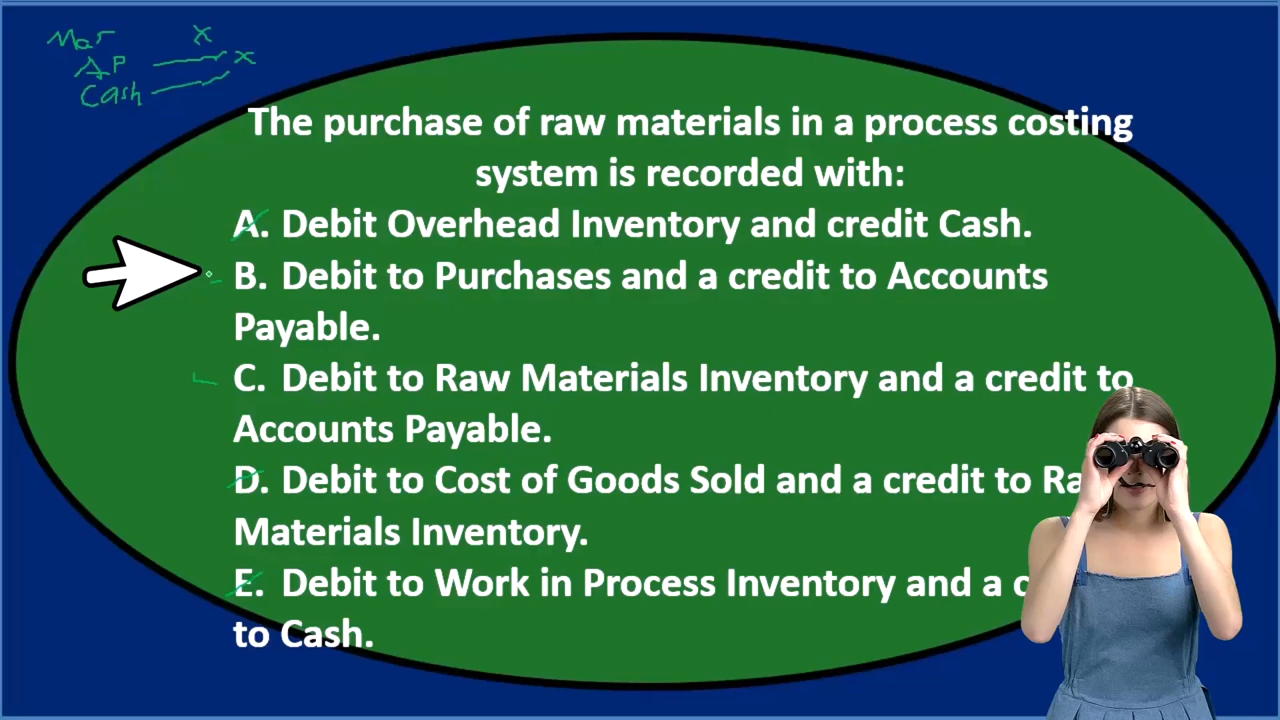 Mar x
AP x
Cash
The purchase of raw materials in a process costing
system is recorded with:
A. Debit Overhead Inventory and credit Cash.
B. Debit to Purchases and a credit to Accounts
Payable.
C. Debit to Raw Materials Inventory and a credit to
Accounts Payable.
D. Debit to Cost of Goods Sold and a credit to Ra
Materials Inventory.
E. Debit to Work in Process Inventory and a c
to Cash.